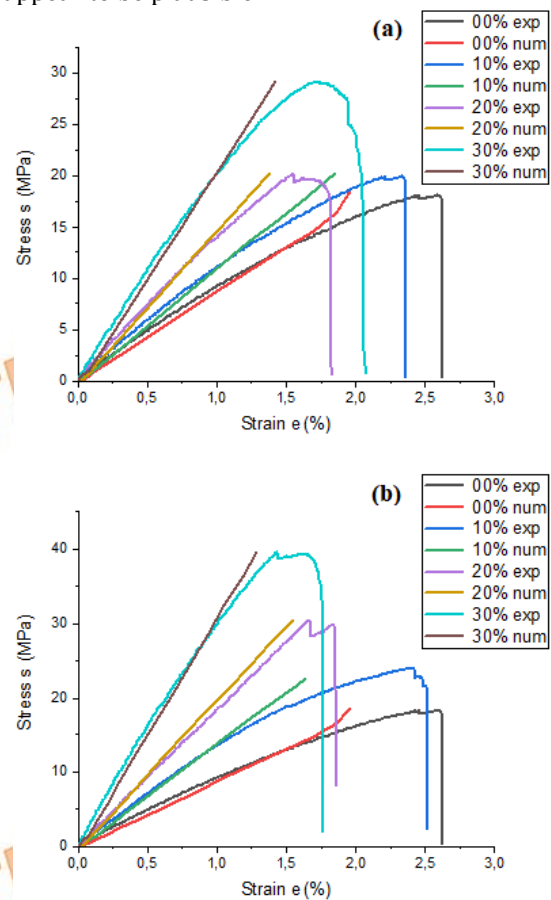 (a)
00% exp
00% num
10% exp
10% num
20% exp
20% num
30% exp
30% num
Stress s (MPa)
30
25
20
15
10
5
0
0,0 0,5 1,0 1,5 2,0 2,5 3,0
Strain e (%)
(b)
00% exp
00% num
10% exp
10% num
20% exp
20% num
30% exp
30% num
Stress s (MPa)
40
30
20
10
0
0,0 0,5 1,0 1,5 2,0 2,5 3,0
Strain e (%)